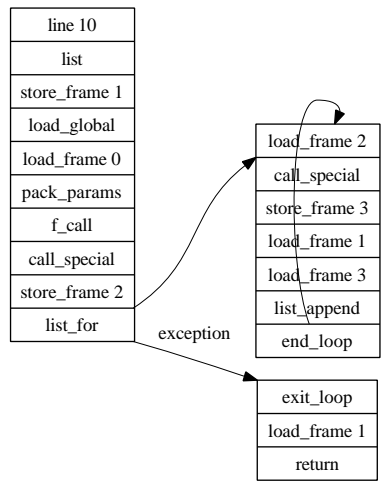 line 10
list
store_frame 1
load_global
load_frame 0
pack_params
f_call
call_special
store_frame 2
list_for
exception
load_frame 2
call_special
store_frame 3
load_frame 1
load_frame 3
list_append
end_loop
exit_loop
load_frame 1
return